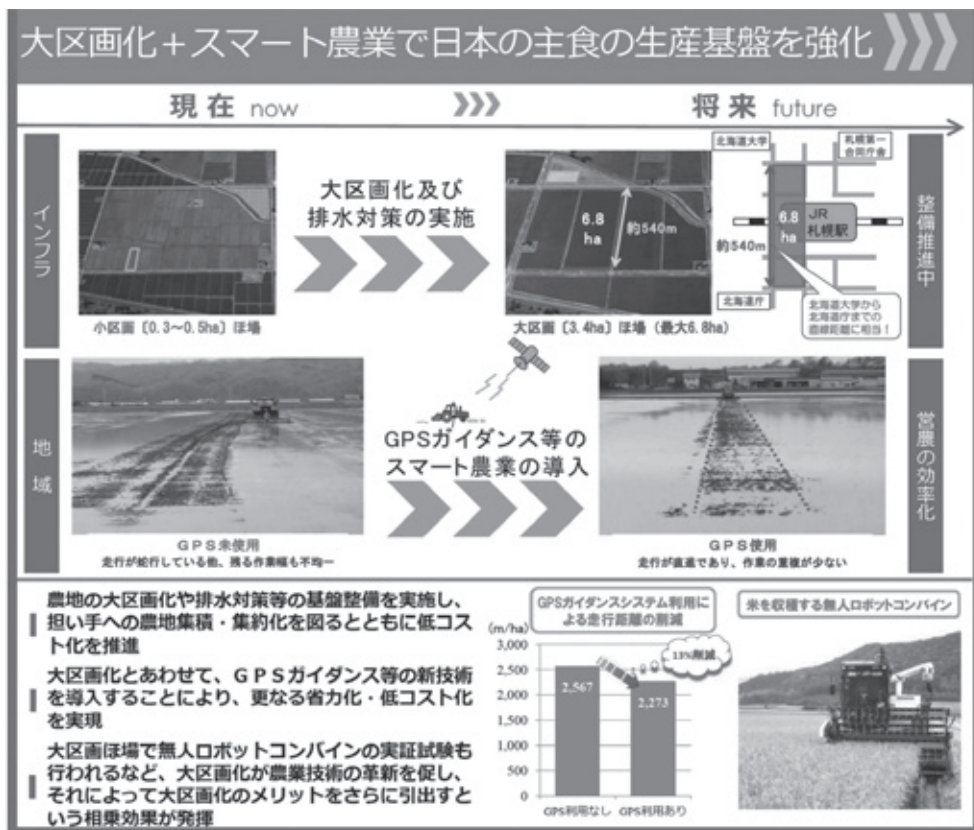 大区画化+スマート農業で日本の主食の生産基盤を強化
現在 now
将来 future
インフラ
大区画化及び
排水対策の実施
小区画〔0.3~0.5ha〕ほ場
6.8
ha
約540m
大区画〔3.4ha〕ほ場(最大6.8ha)
北海道大学
札幌第一
合同庁舎
6.8
ha
JR
札幌駅
約540m
北海道庁
北海道大学から
北海道庁までの
直線距離に相当!
整備推進中
地域
GPSガイダンス等の
スマート農業の導入
GPS未使用
走行が蛇行している他、残る作業幅も不均一
GPS使用
走行が直進であり、作業の重複が少ない
営農の効率化
農地の大区画化や排水対策等の基盤整備を実施し、
担い手への農地集積・集約化を図るとともに低コス
ト化を推進
大区画化とあわせて、GPSガイダンス等の新技術
を導入することにより、更なる省力化・低コスト化
を実現
大区画ほ場で無人ロボットコンバインの実証試験も
行われるなど、大区画化が農業技術の革新を促し、
それによって大区画化のメリットをさらに引出すと
いう相乗効果が発揮
GPSガイダンスシステム利用に
よる走行距離の削減
(m/ha)
3,000
2,500
2,000
1,500
1,000
500
0
2,567
2,273
13%削減
GPS利用なし
GPS利用あり
米を収穫する無人ロボットコンバイン